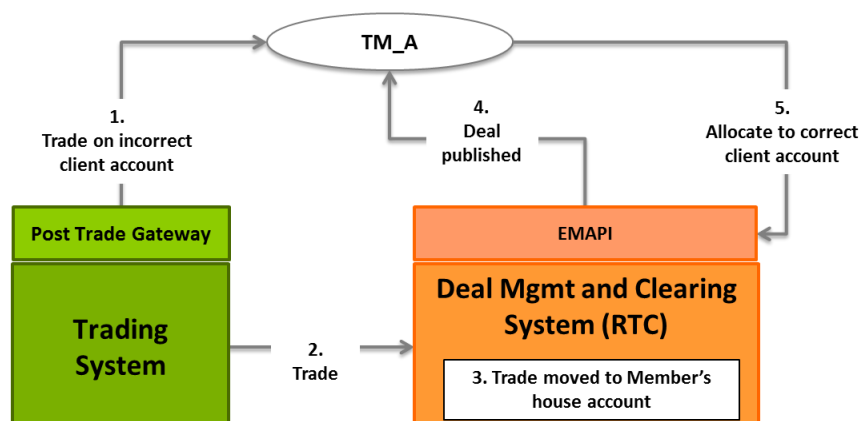 TM_A
1.
Trade on incorrect
client account
4.
Deal
published
5.
Allocate to correct
client account
Post Trade Gateway
EMAPI
Trading
System
2.
Trade
Deal Mgmt and Clearing
System (RTC)
3. Trade moved to Member’s
house account